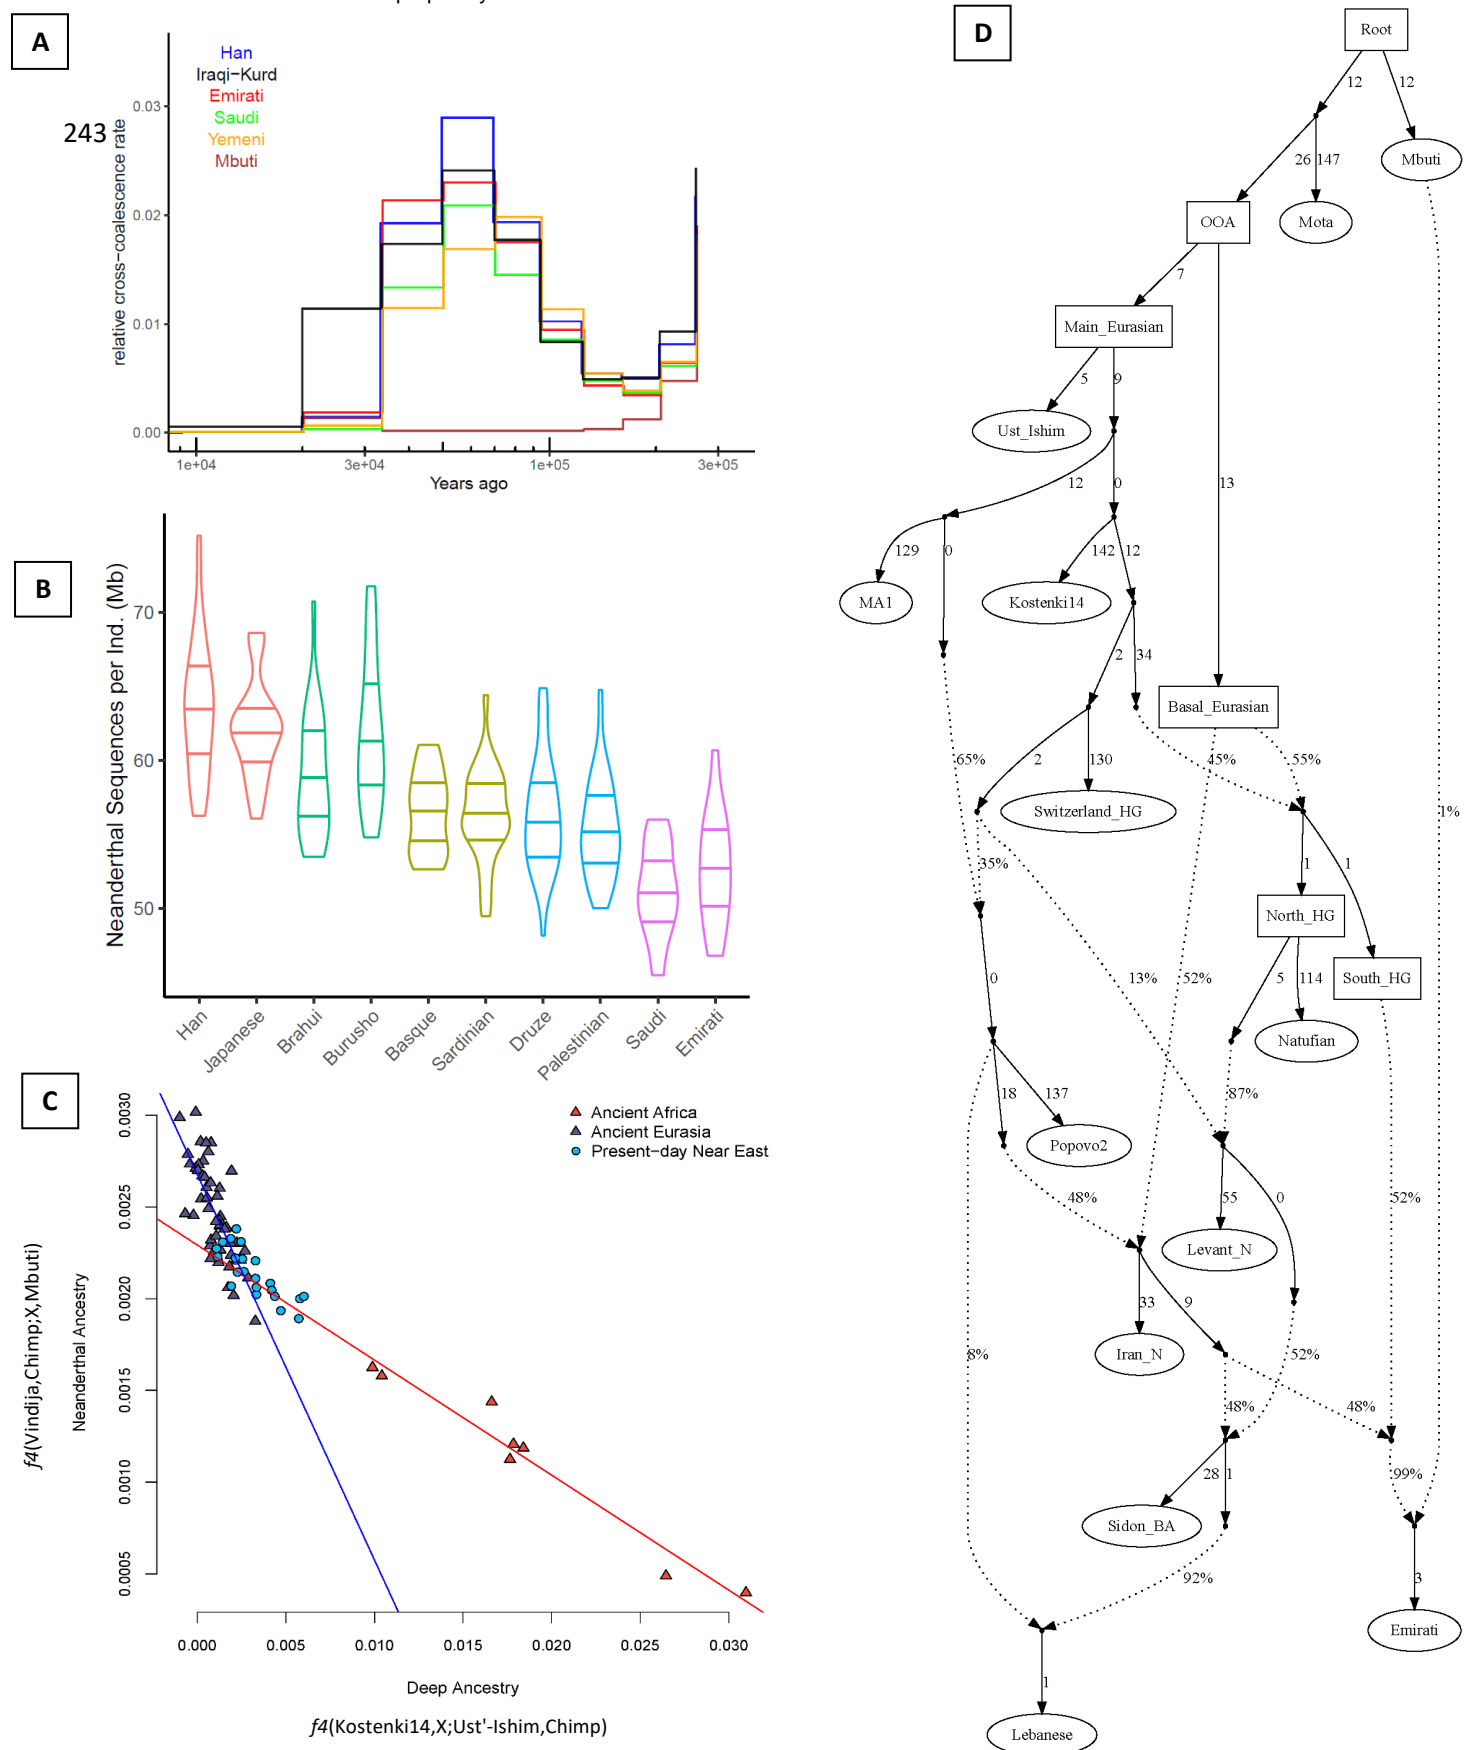 A
Han
Iraqi-Kurd
Emirati
Saudi
Yemeni
Mbuti
243
relative cross-coalescence rate
0.03
0.02
0.01
0.00
1e+04
3e+04
1e+05
3e+05
Years ago
B
Neanderthal Sequences per Ind. (Mb)
70
60
50
Han
Japanese
Brahui
Burusho
Basque
Sardinian
Druze
Palestinian
Saudi
Emirati
C
Ancient Africa
Ancient Eurasia
Present-day Near East
f4(Vindija,Chimp;X,Mbuti)
Neanderthal Ancestry
0.0030
0.0025
0.0020
0.0015
0.0010
0.0005
0.000
0.005
0.010
0.015
0.020
0.025
0.030
Deep Ancestry
f4(Kostenki14,X;Ust'-Ishim,Chimp)
D
Root
12
12
Mbuti
26
147
OOA
Mota
7
Main_Eurasian
5
9
Ust_Ishim
12
0
13
129
0
142
12
MA1
Kostenki14
2
34
Basal_Eurasian
65%
2
130
45%
55%
Switzerland_HG
1%
35%
1
1
North_HG
0
13%
52%
5
114
South_HG
Natufian
18
137
87%
Popovo2
48%
55
0
52%
Levant_N
33
9
8%
Iran_N
52%
48%
48%
28
1
99%
Sidon_BA
92%
3
Emirati
1
Lebanese